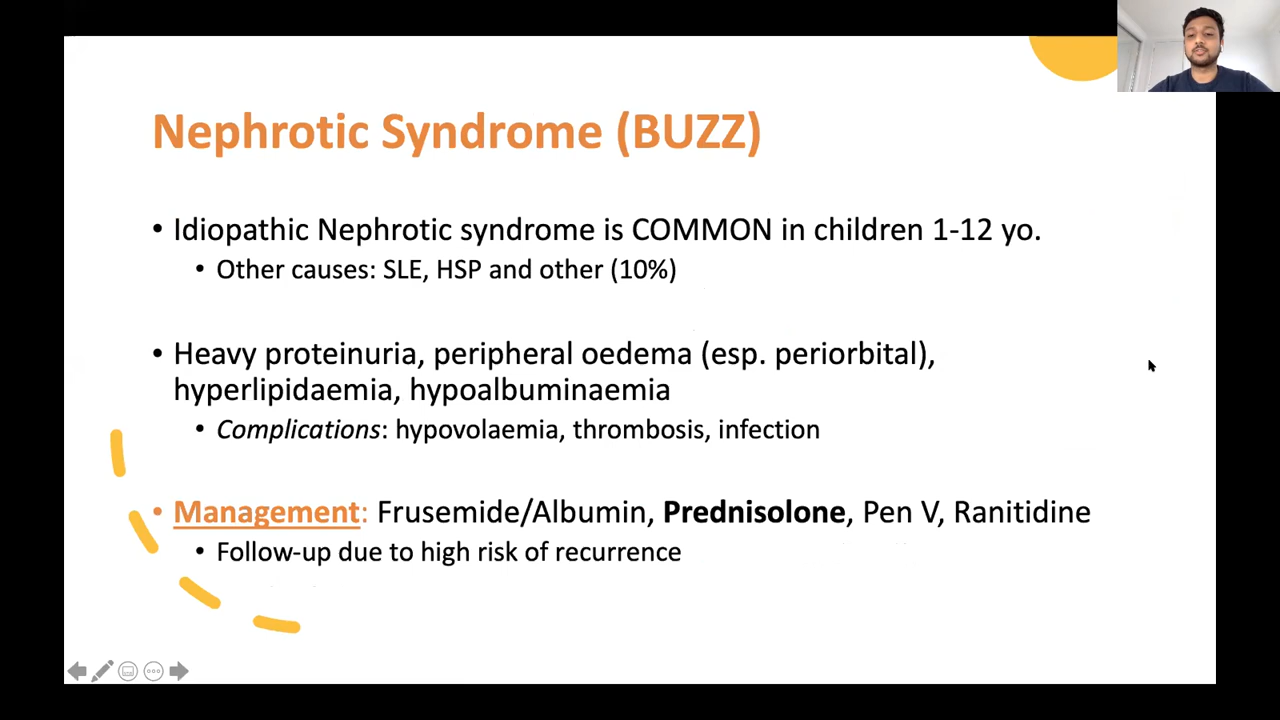 Nephrotic Syndrome (BUZZ)
• Idiopathic Nephrotic syndrome is COMMON in children 1-12 yo.
• Other causes: SLE, HSP and other (10%)
• Heavy proteinuria, peripheral oedema (esp. periorbital),
hyperlipidaemia, hypoalbuminaemia
• Complications: hypovolaemia, thrombosis, infection
• Management: Frusemide/Albumin, Prednisolone, Pen V, Ranitidine
• Follow-up due to high risk of recurrence